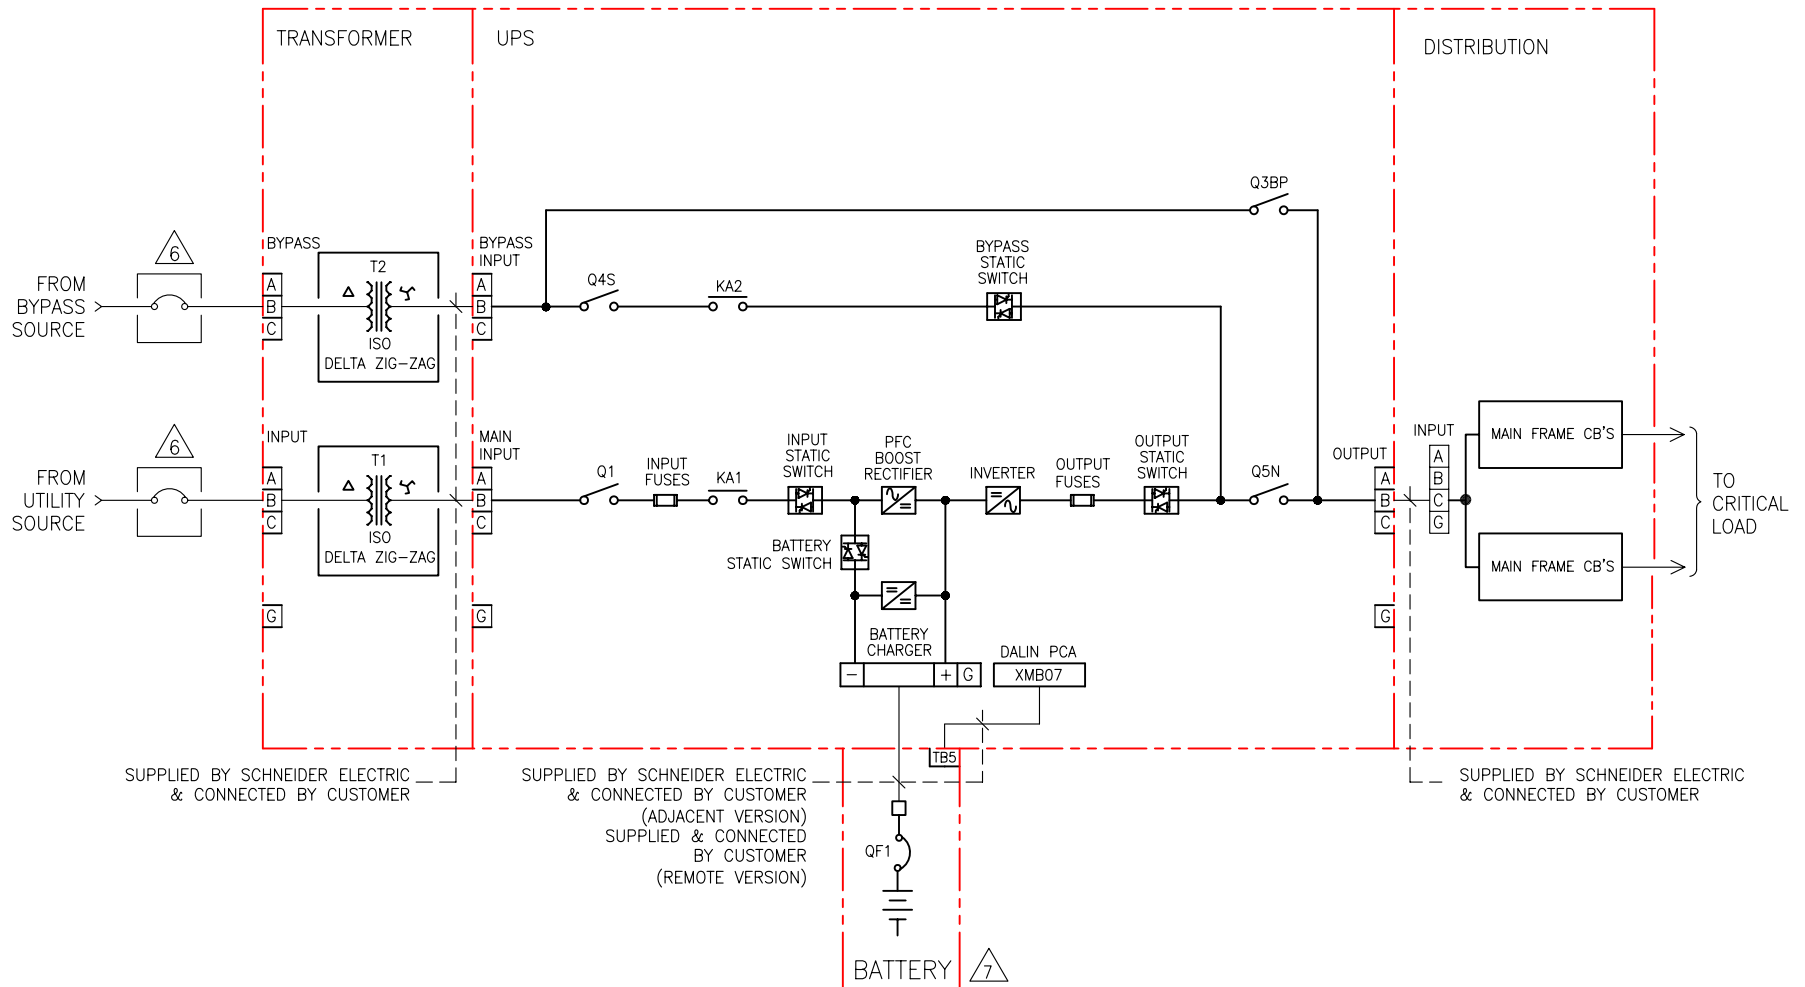 TRANSFORMER
UPS
DISTRIBUTION
Q3BP
6
BYPASS
T2
ISO
DELTA ZIG-ZAG
BYPASS
INPUT
Q4S
KA2
BYPASS
STATIC
SWITCH
FROM
BYPASS
SOURCE
A
B
C
A
B
C
6
INPUT
T1
ISO
DELTA ZIG-ZAG
MAIN
INPUT
Q1
INPUT
FUSES
KA1
INPUT
STATIC
SWITCH
PFC
BOOST
RECTIFIER
INVERTER
OUTPUT
FUSES
OUTPUT
STATIC
SWITCH
Q5N
OUTPUT
INPUT
FROM
UTILITY
SOURCE
A
B
C
A
B
C
A
B
C
A
B
C
G
MAIN FRAME CB'S
MAIN FRAME CB'S
TO
CRITICAL
LOAD
BATTERY
STATIC SWITCH
G
G
G
BATTERY
CHARGER
−
+
G
DALIN PCA
XMB07
TB5
SUPPLIED BY SCHNEIDER ELECTRIC
& CONNECTED BY CUSTOMER
SUPPLIED BY SCHNEIDER ELECTRIC
& CONNECTED BY CUSTOMER
(ADJACENT VERSION)
SUPPLIED & CONNECTED
BY CUSTOMER
(REMOTE VERSION)
SUPPLIED BY SCHNEIDER ELECTRIC
& CONNECTED BY CUSTOMER
QF1
BATTERY
7